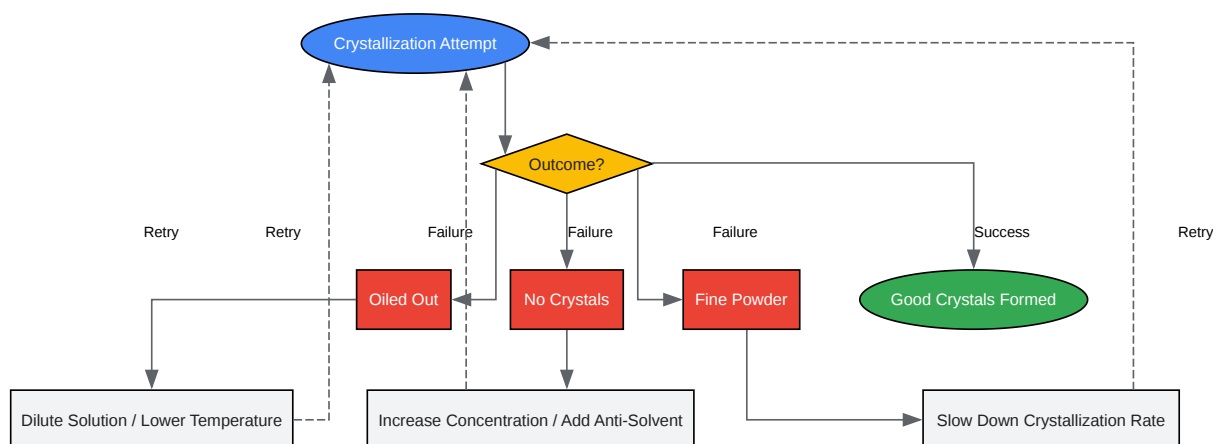 Crystallization Attempt
Outcome?
Retry
Retry
Failure
Failure
Failure
Success
Retry
Oiled Out
No Crystals
Fine Powder
Good Crystals Formed
Dilute Solution / Lower Temperature
Increase Concentration / Add Anti-Solvent
Slow Down Crystallization Rate